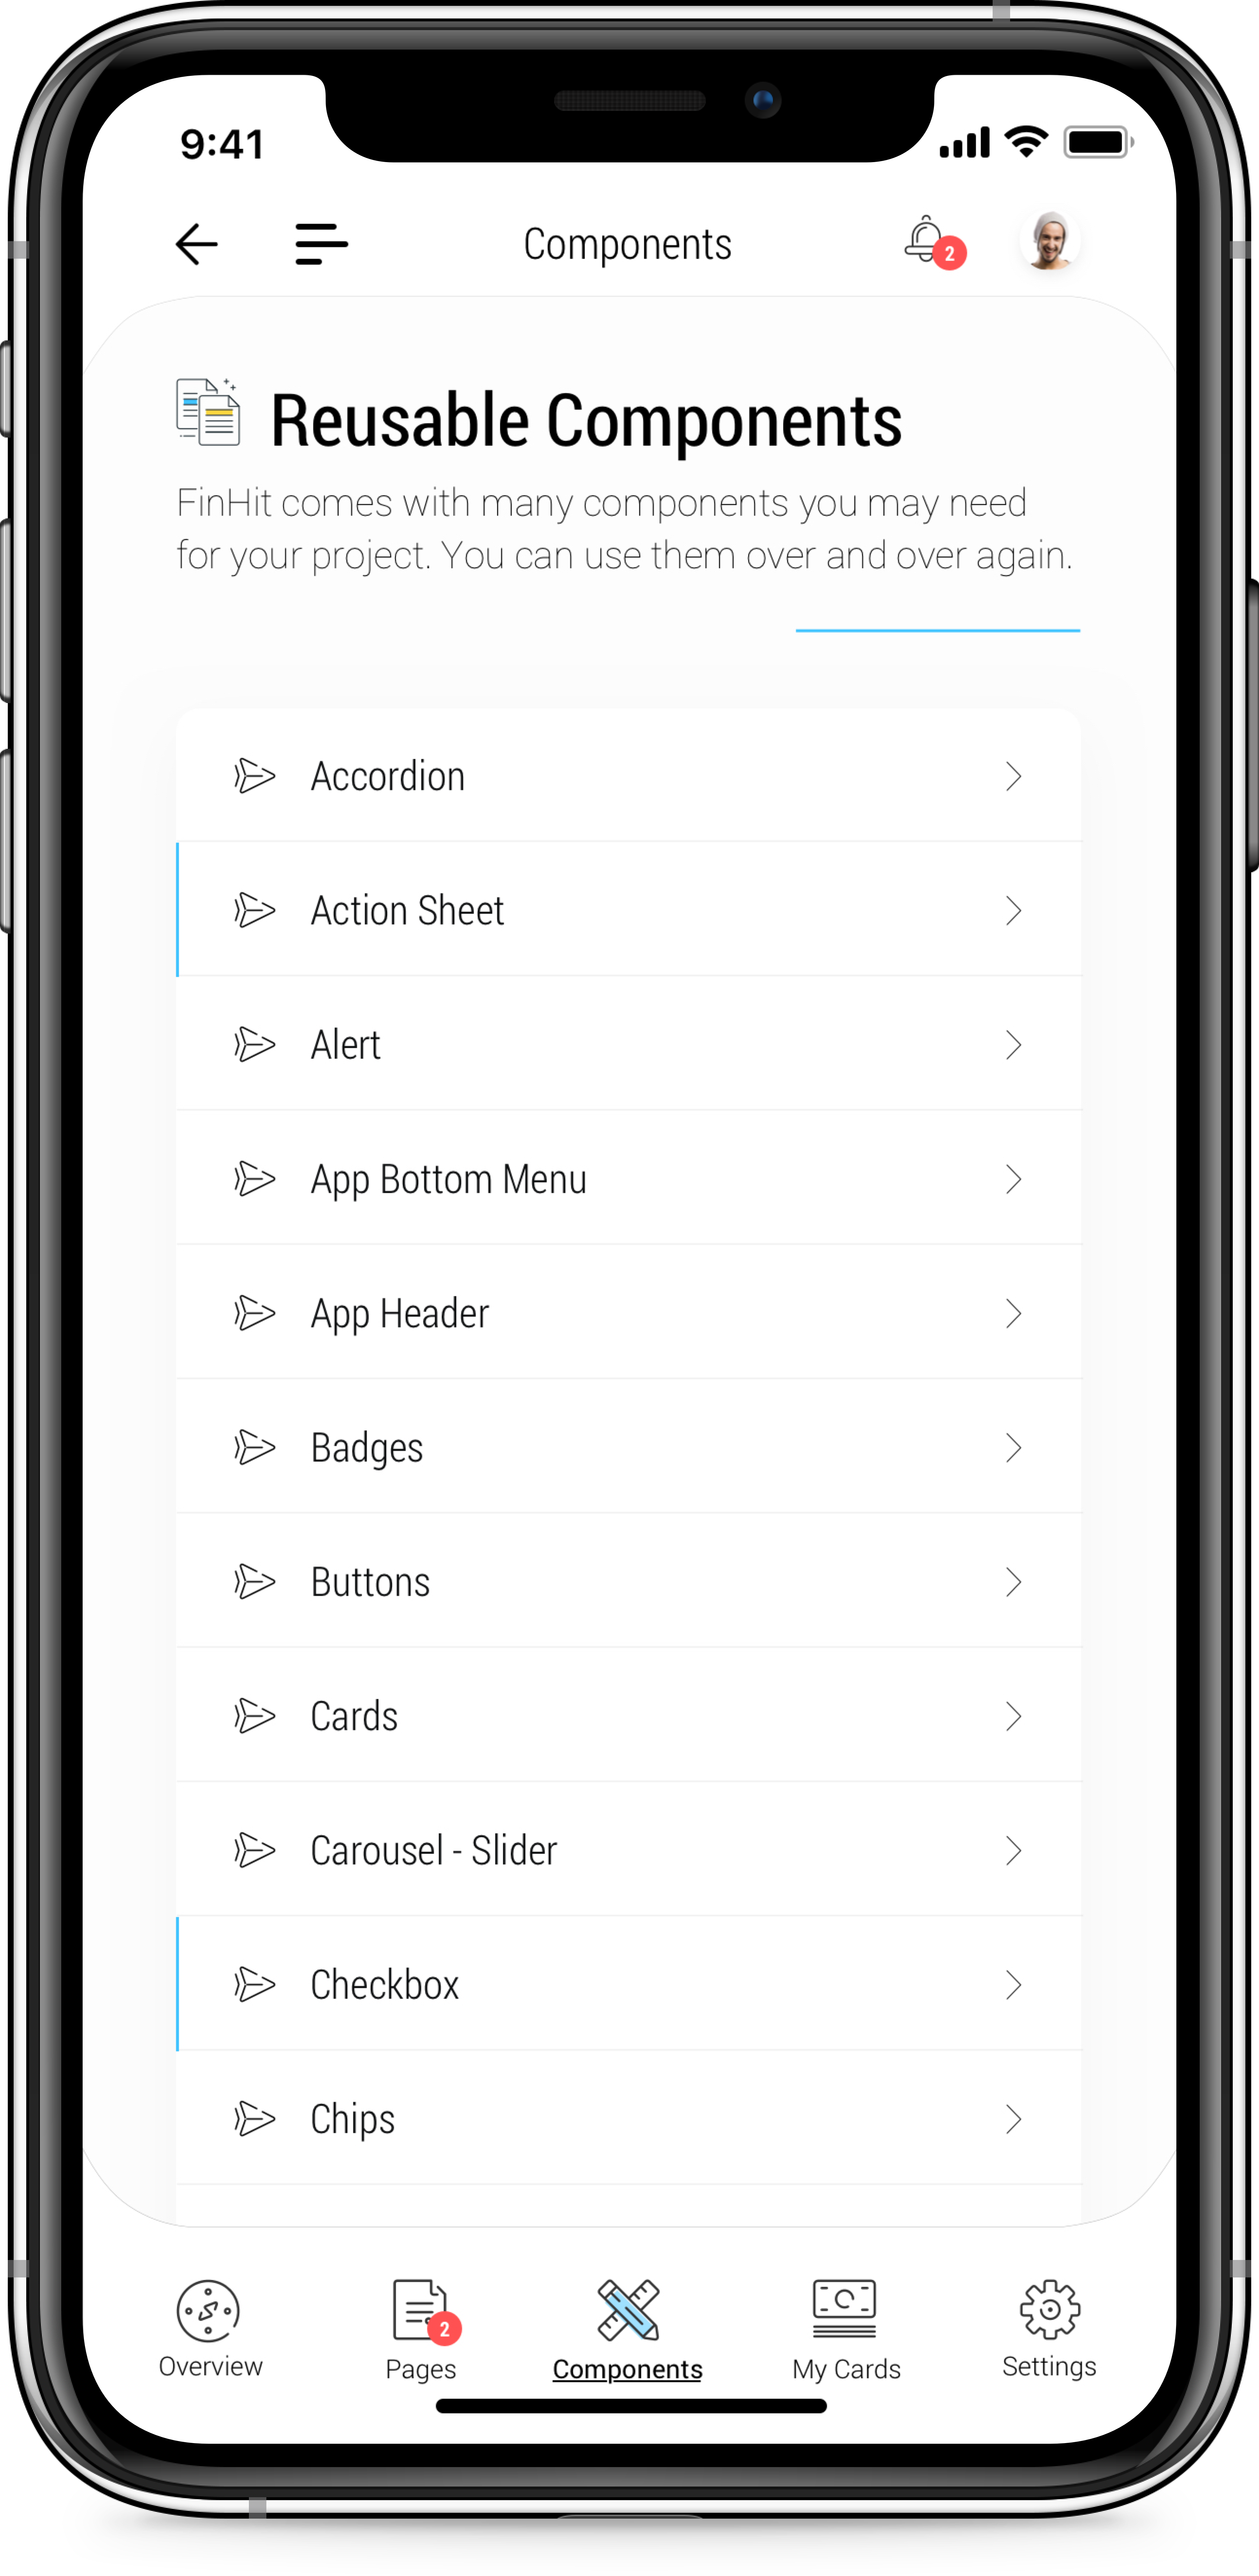 9:41
Components
2
Reusable Components
FinHit comes with many components you may need
for your project. You can use them over and over again.
Accordion
Action Sheet
Alert
App Bottom Menu
App Header
Badges
Buttons
Cards
Carousel - Slider
Checkbox
Chips
2
Overview
Pages
Components
My Cards
Settings